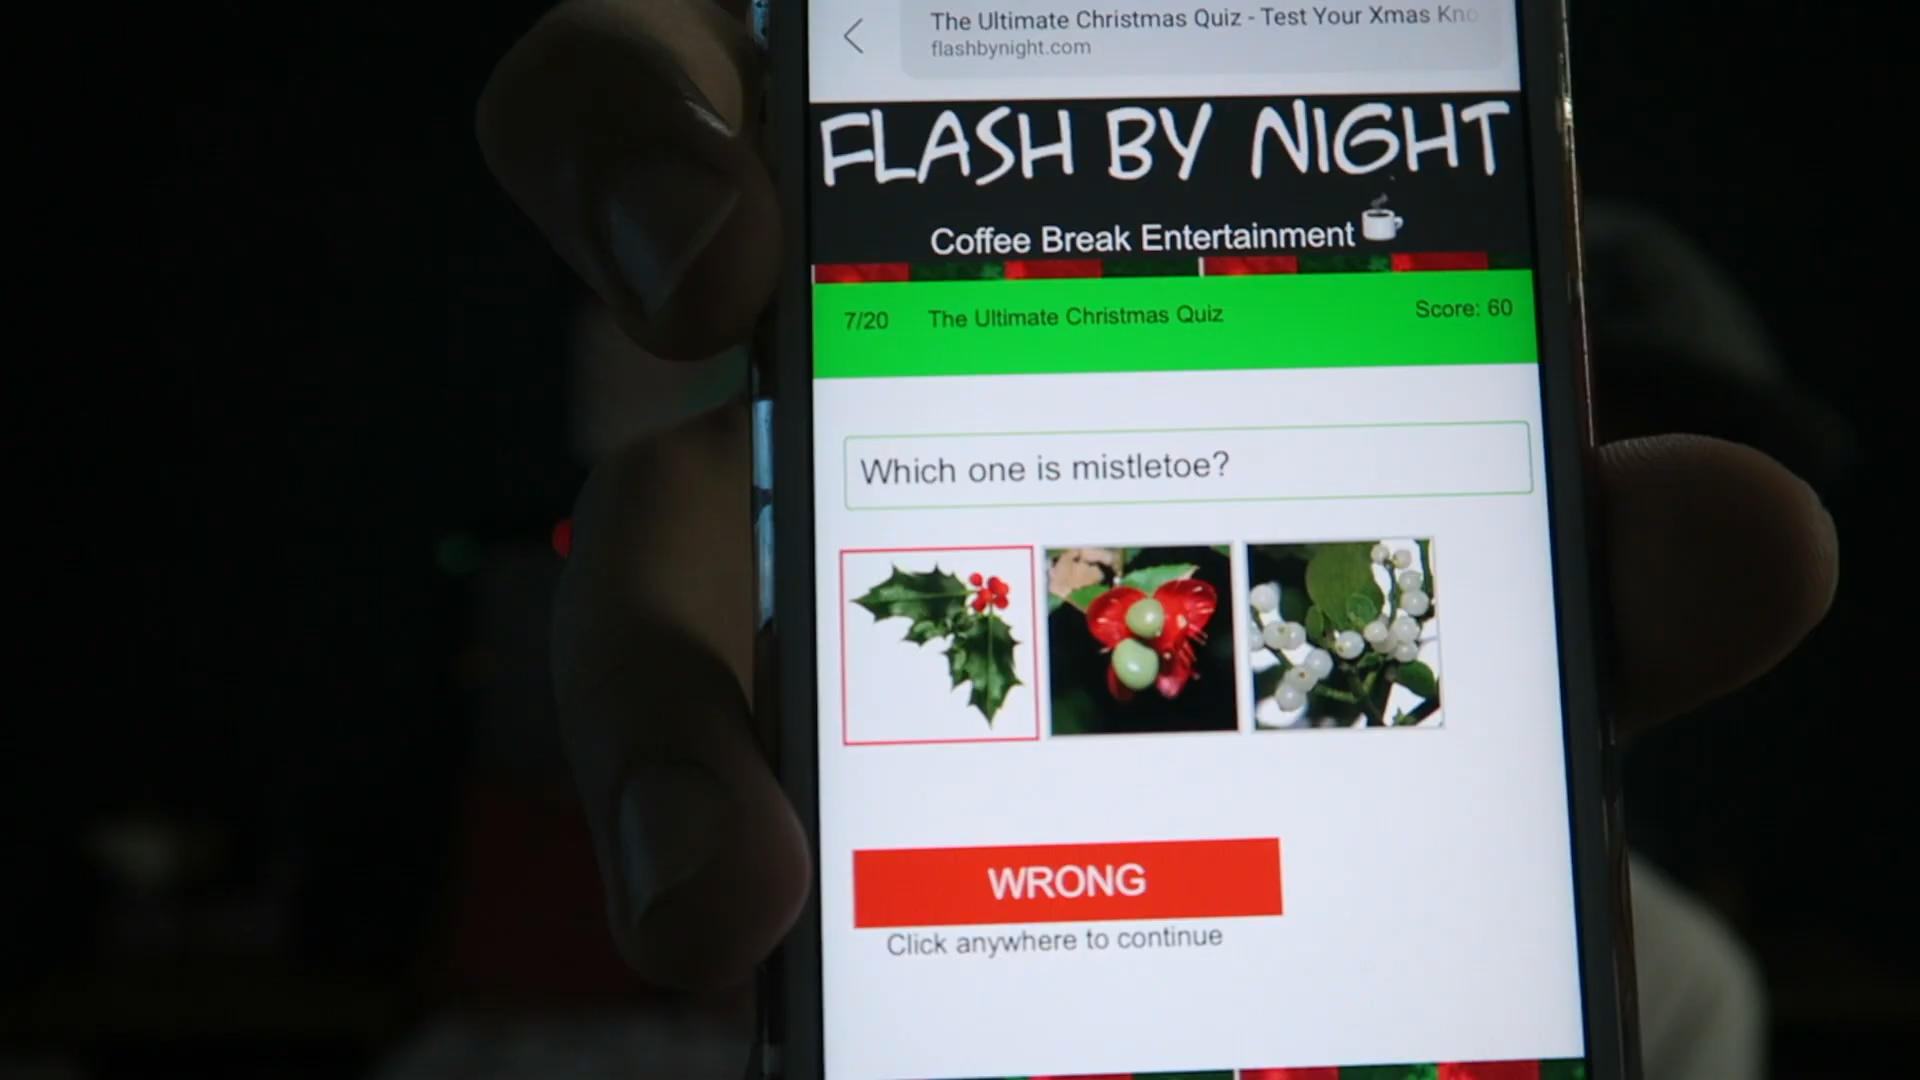 The Ultimate Christmas Quiz - Test Your Xmas Kno
flashbynight.com
FLASH BY NIGHT
Coffee Break Entertainment
7/20 The Ultimate Christmas Quiz Score: 60
Which one is mistletoe?
WRONG
Click anywhere to continue